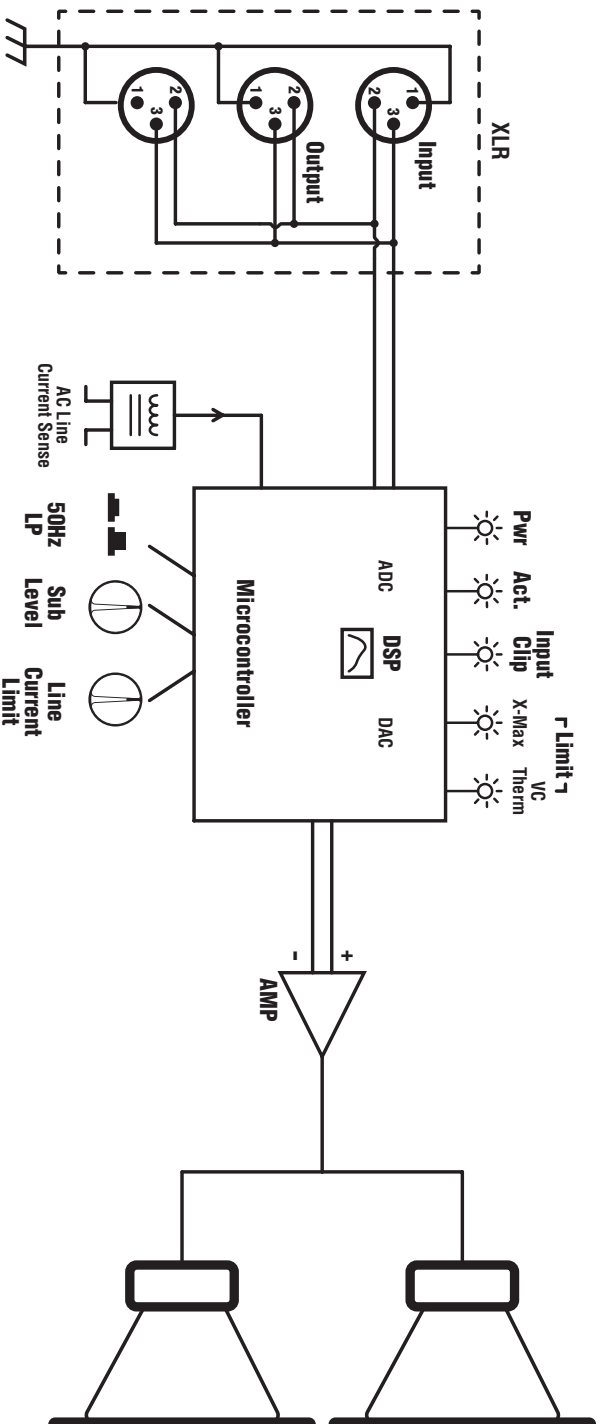 XLR
Input
1
2
3
Output
1
2
3
1
2
3
Pwr
Act.
Input
Clip
Limit
X-Max
VC
Therm
ADC
DSP
DAC
Microcontroller
AC Line
Current Sense
50Hz
LP
Sub
Level
Line
Current
Limit
+
-
AMP